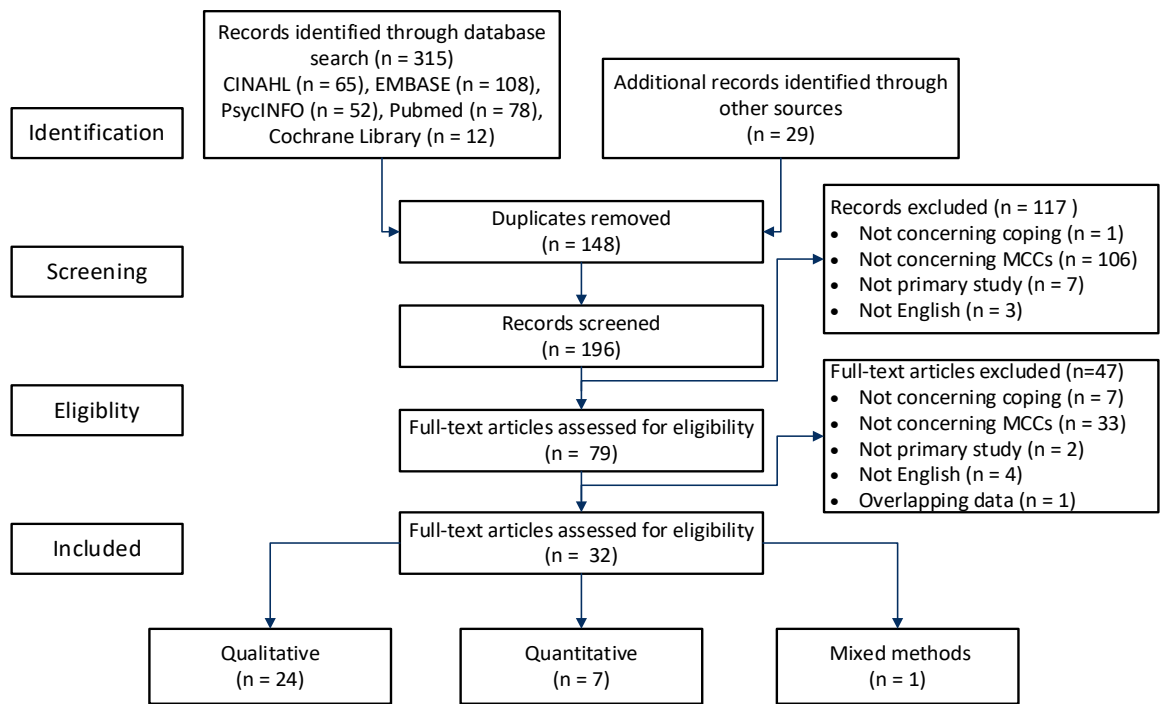 Records identified through database
search (n = 315)
CINAHL (n = 65), EMBASE (n = 108),
PsycINFO (n = 52), Pubmed (n = 78),
Cochrane Library (n = 12)
Additional records identified through
other sources
(n = 29)
Identification
Duplicates removed
(n = 148)
Records excluded (n = 117 )
• Not concerning coping (n = 1)
• Not concerning MCCs (n = 106)
• Not primary study (n = 7)
• Not English (n = 3)
Screening
Records screened
(n = 196)
Full-text articles excluded (n=47)
• Not concerning coping (n = 7)
• Not concerning MCCs (n = 33)
• Not primary study (n = 2)
• Not English (n = 4)
• Overlapping data (n = 1)
Eligiblity
Full-text articles assessed for eligibility
(n =  79)
Included
Full-text articles assessed for eligibility
(n =  32)
Qualitative
(n = 24)
Quantitative
(n = 7)
Mixed methods
(n = 1)